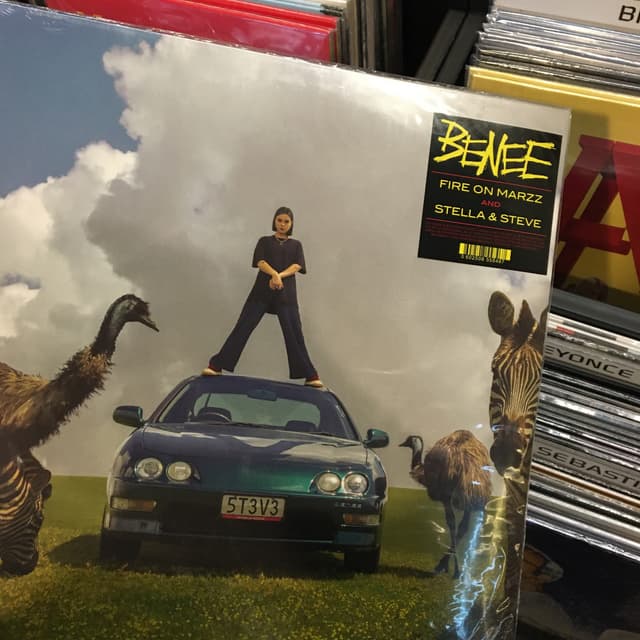 BENEE
FIRE ON MARZZ
AND
STELLA & STEVE
5T3V3
EYONCE
SEBASTI